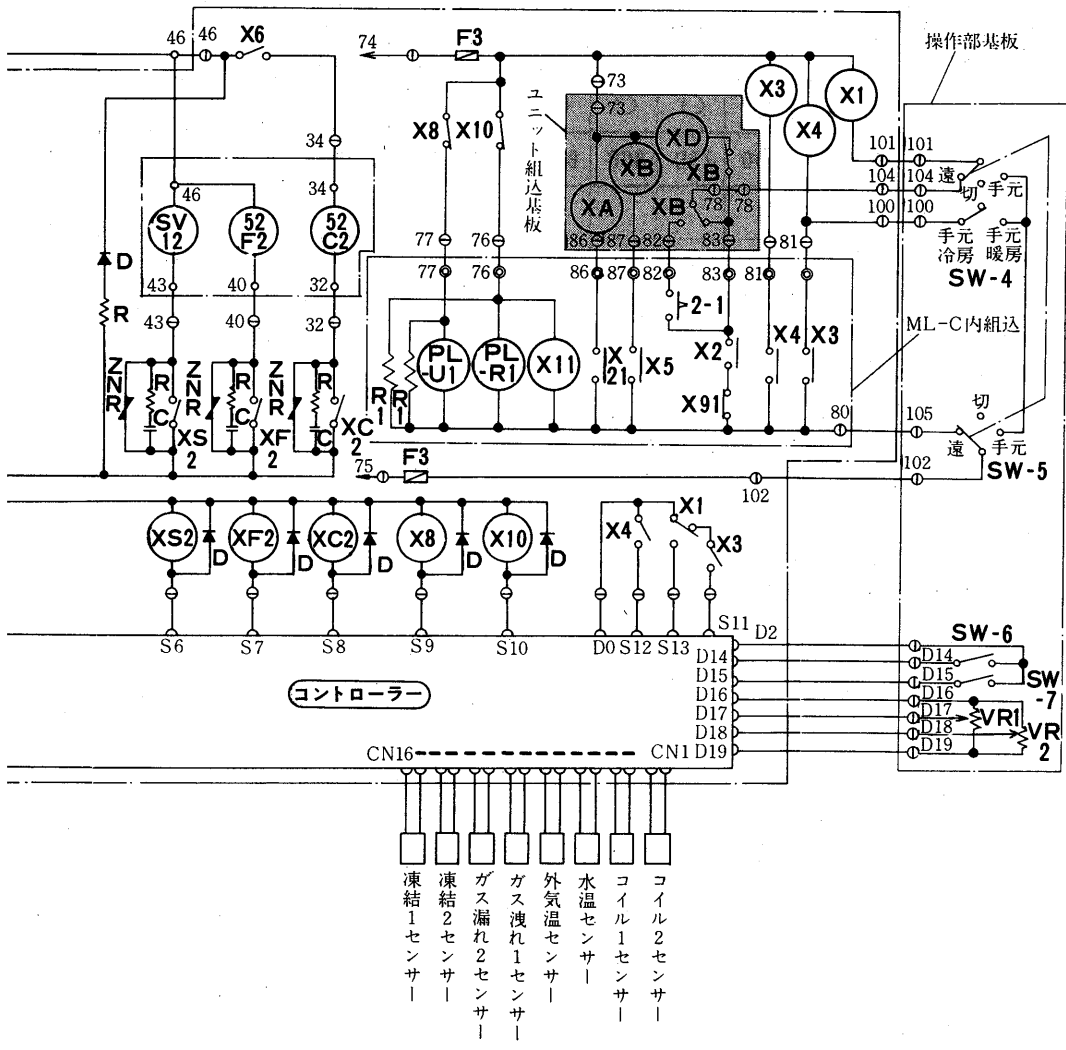 46
46
X6
74
F3
操作部基板
ユニット組込基板
73
73
X3
X1
X4
X8
X10
XD
XB
XB
XA
XB
78
78
34
34
101
101
104
104
100
100
遠
切
手元
手元冷房
手元暖房
SW-4
46
SV
12
52
F2
52
C2
77
76
86
87
82
83
81
77
76
86
87
82
83
81
D
R
43
40
32
43
40
32
2-1
ML-C内組込
ZNR
R
C
XS
2
ZNR
R
C
XF
2
ZNR
R
C
XC
2
R
1
R
1
PL
-U1
PL
-R1
X11
X
21
X5
X2
X91
X4
X3
80
105
切
遠
手元
SW-5
102
75
F3
102
XS2
D
XF2
D
XC2
D
X8
D
X10
D
X4
X1
X3
S6
S7
S8
S9
S10
D0
S12
S13
S11
D2
D14
D15
D16
D17
D18
D19
SW-6
D14
D15
D16
D17
D18
D19
SW
-7
VR1
VR
2
コントローラー
CN16
CN1
凍結1センサー
凍結2センサー
ガス漏れ2センサー
ガス洩れ1センサー
外気温センサー
水温センサー
コイル1センサー
コイル2センサー